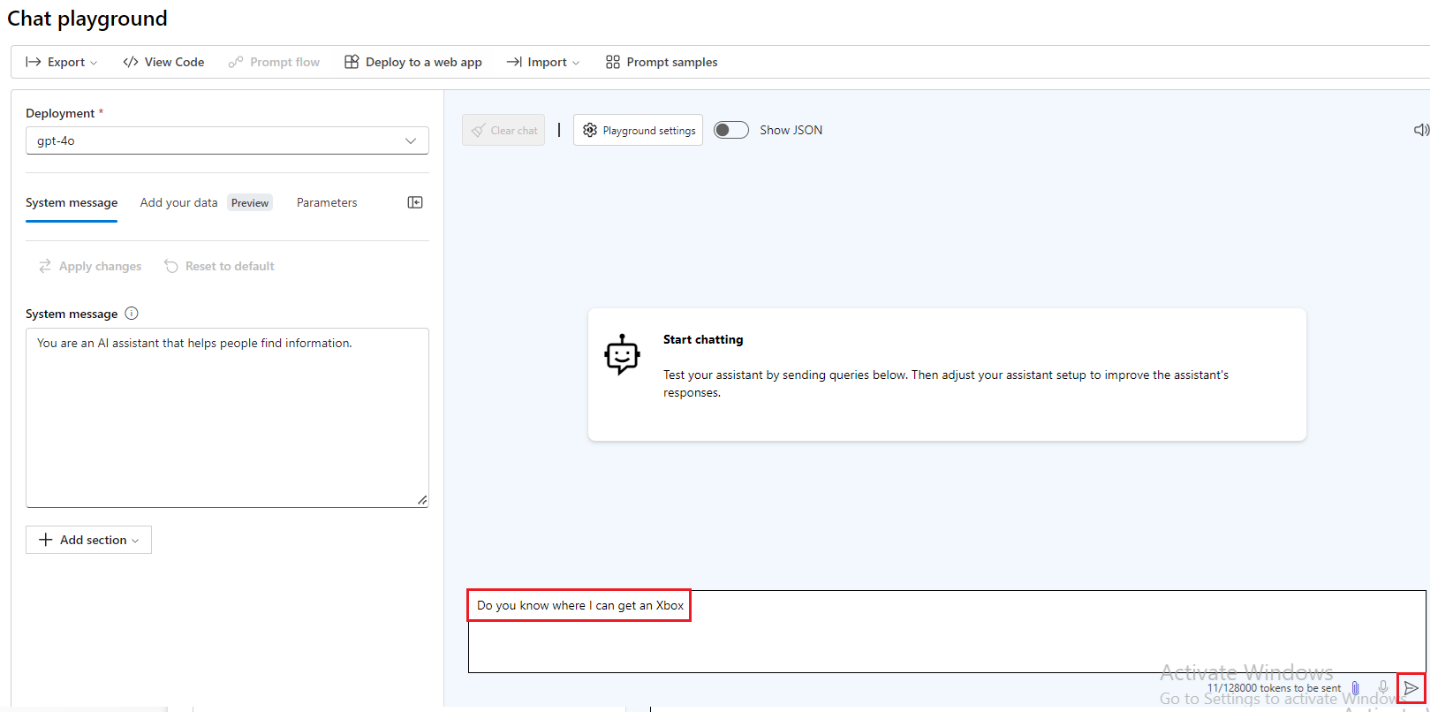 Chat playground
Export
View Code
Prompt flow
Deploy to a web app
Import
Prompt samples
Deployment *
gpt-4o
System message
Add your data
Preview
Parameters
Apply changes
Reset to default
System message
You are an AI assistant that helps people find information.
Add section
Clear chat
Playground settings
Show JSON
Start chatting
Test your assistant by sending queries below. Then adjust your assistant setup to improve the assistant's
responses.
Do you know where I can get an Xbox
Activate Windows
11/128000 tokens to be sent
Go to Settings to activate Windows.